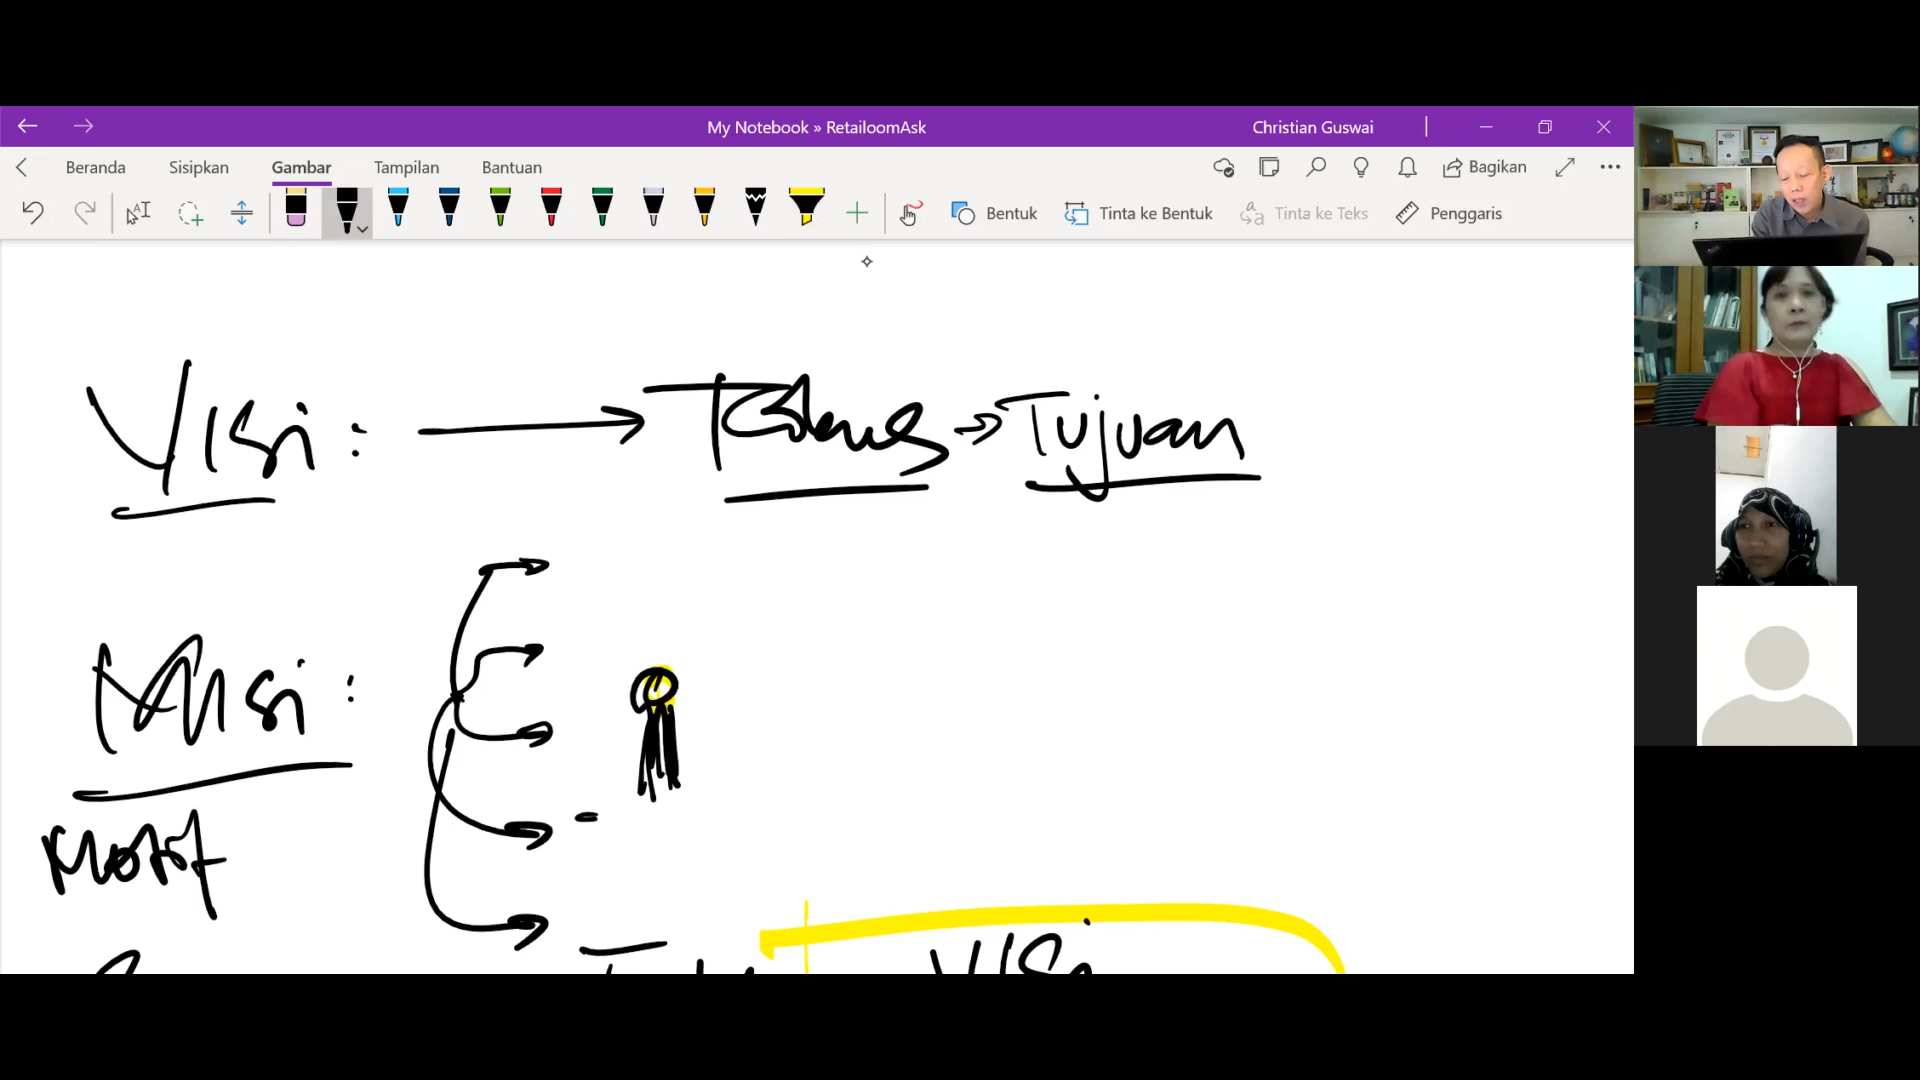 My Notebook » RetailoomAsk
Christian Guswai
Beranda Sisipkan Gambar Tampilan Bantuan
Bagikan
Bentuk Tinta ke Bentuk Tinta ke Teks Penggaris
Visi : Tujuan
Misi :
Motif
Visi